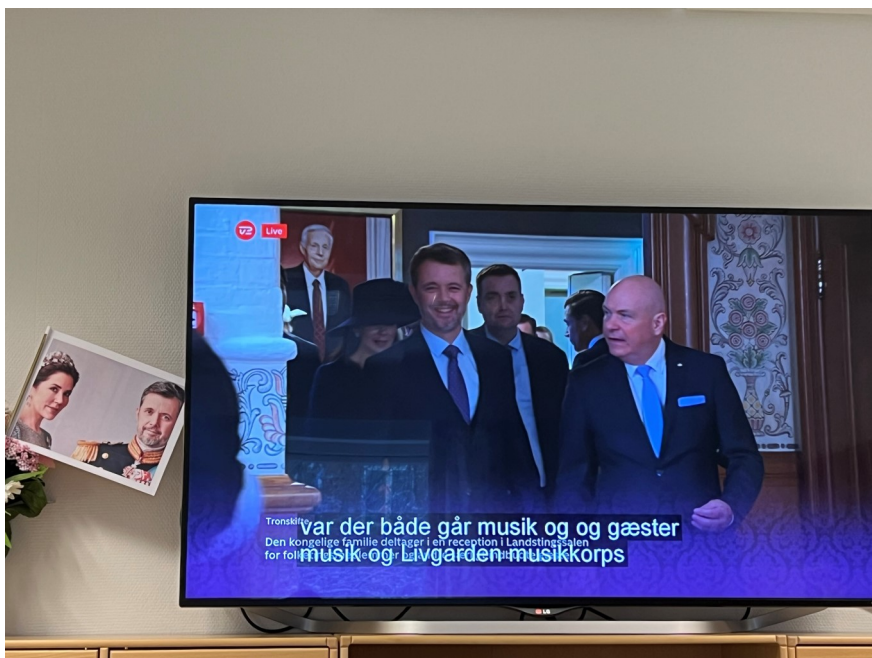 TV2
Live
Tronskifte
var der både går musik og og gæster
Den kongelige familie deltager i en reception i Landstingssalen
musik og Livgarden musikkorps
for
LG